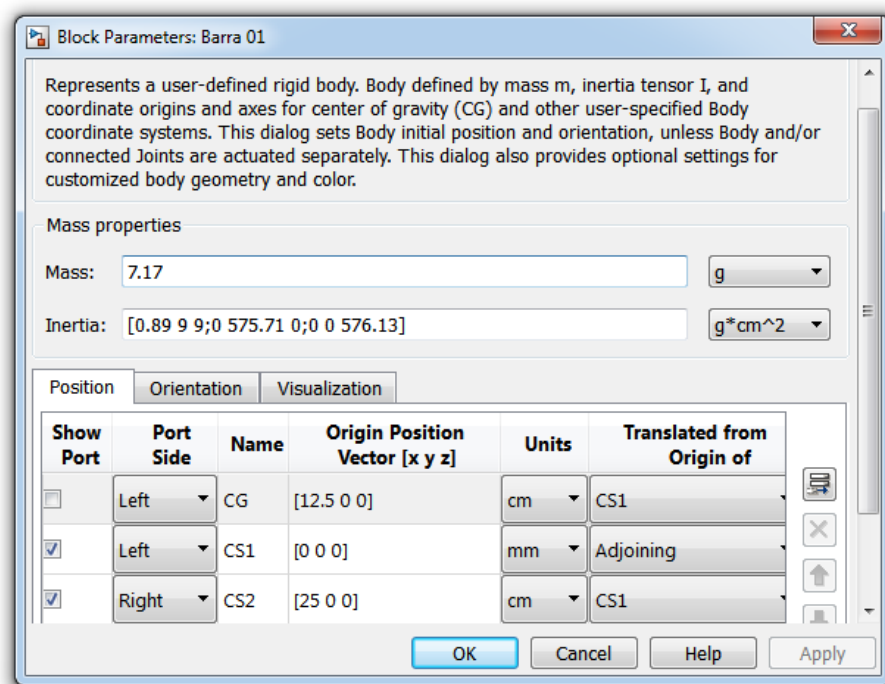 Block Parameters: Barra 01
Represents a user-defined rigid body. Body defined by mass m, inertia tensor I, and
coordinate origins and axes for center of gravity (CG) and other user-specified Body
coordinate systems. This dialog sets Body initial position and orientation, unless Body and/or
connected Joints are actuated separately. This dialog also provides optional settings for
customized body geometry and color.
Mass properties
Mass: 7.17 g
Inertia: [0.89 9 9;0 575.71 0;0 0 576.13] g*cm^2
Position Orientation Visualization
Show Port Origin Position Translated from
Port Side Name Vector [x y z] Units Origin of
Left CG [12.5 0 0] cm CS1
Left CS1 [0 0 0] mm Adjoining
Right CS2 [25 0 0] cm CS1
OK Cancel Help Apply